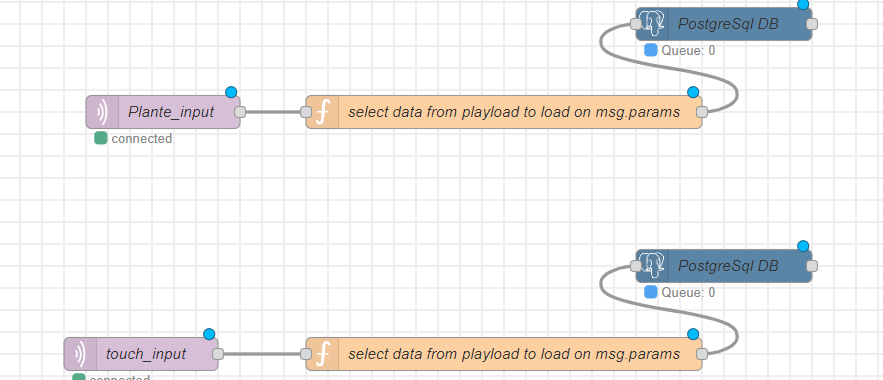 PostgreSql DB
Queue: 0
Plante_input
select data from playload to load on msg.params
connected
PostgreSql DB
Queue: 0
touch_input
select data from playload to load on msg.params
connected